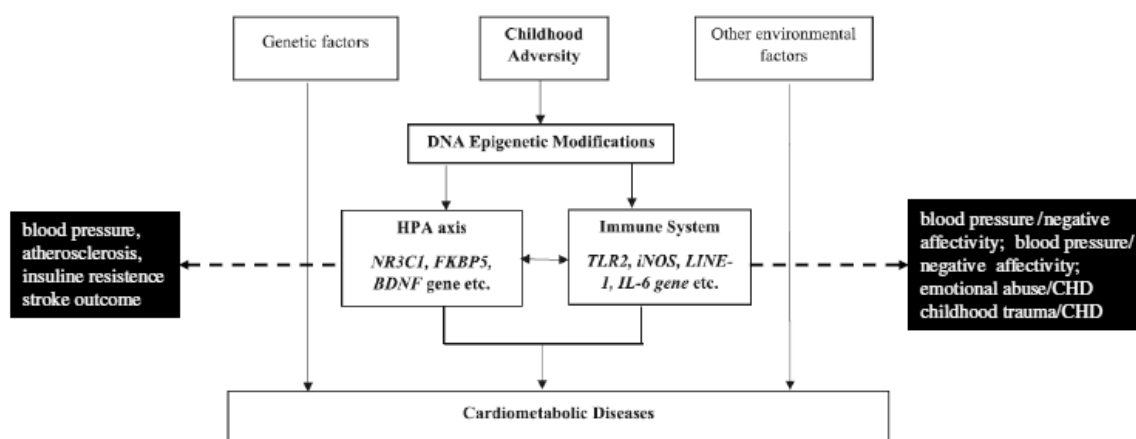 Genetic factors
Childhood
Adversity
Other environmental
factors
DNA Epigenetic Modifications
blood pressure,
atherosclerosis,
insuline resistence
stroke outcome
HPA axis
NR3C1, FKBP5,
BDNF gene etc.
Immune System
TLR2, iNOS, LINE-
1, IL-6 gene etc.
blood pressure/negative
affectivity; blood pressure/
negative affectivity;
emotional abuse/CHD
childhood trauma/CHD
Cardiometabolic Diseases